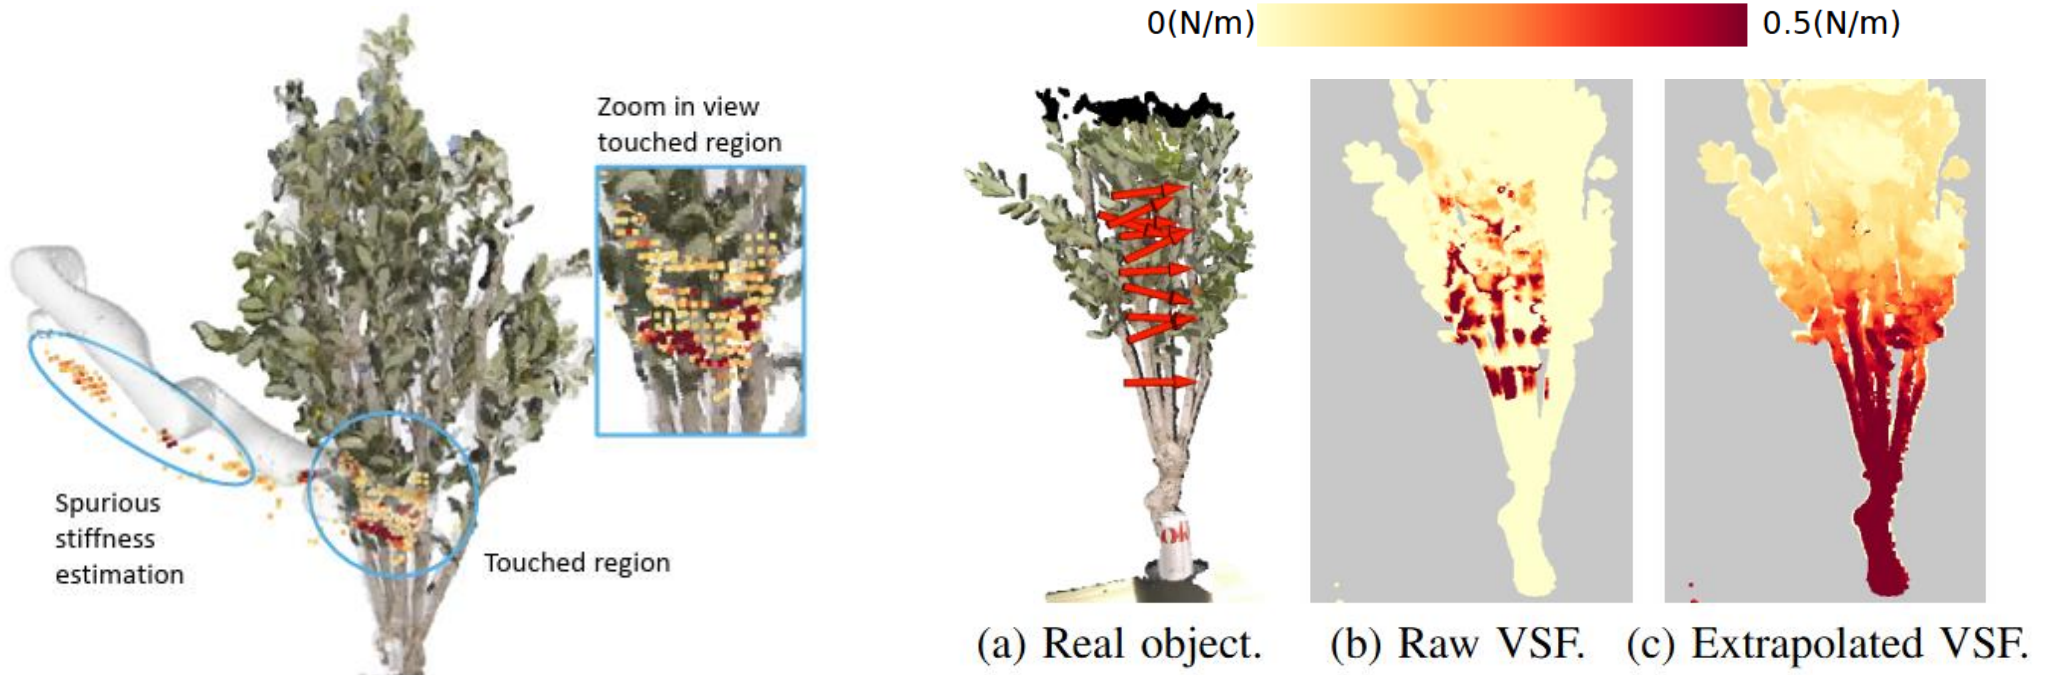 Zoom in view
touched region
Spurious
stiffness
estimation
Touched region
0(N/m)
0.5(N/m)
(a) Real object.
(b) Raw VSF.
(c) Extrapolated VSF.